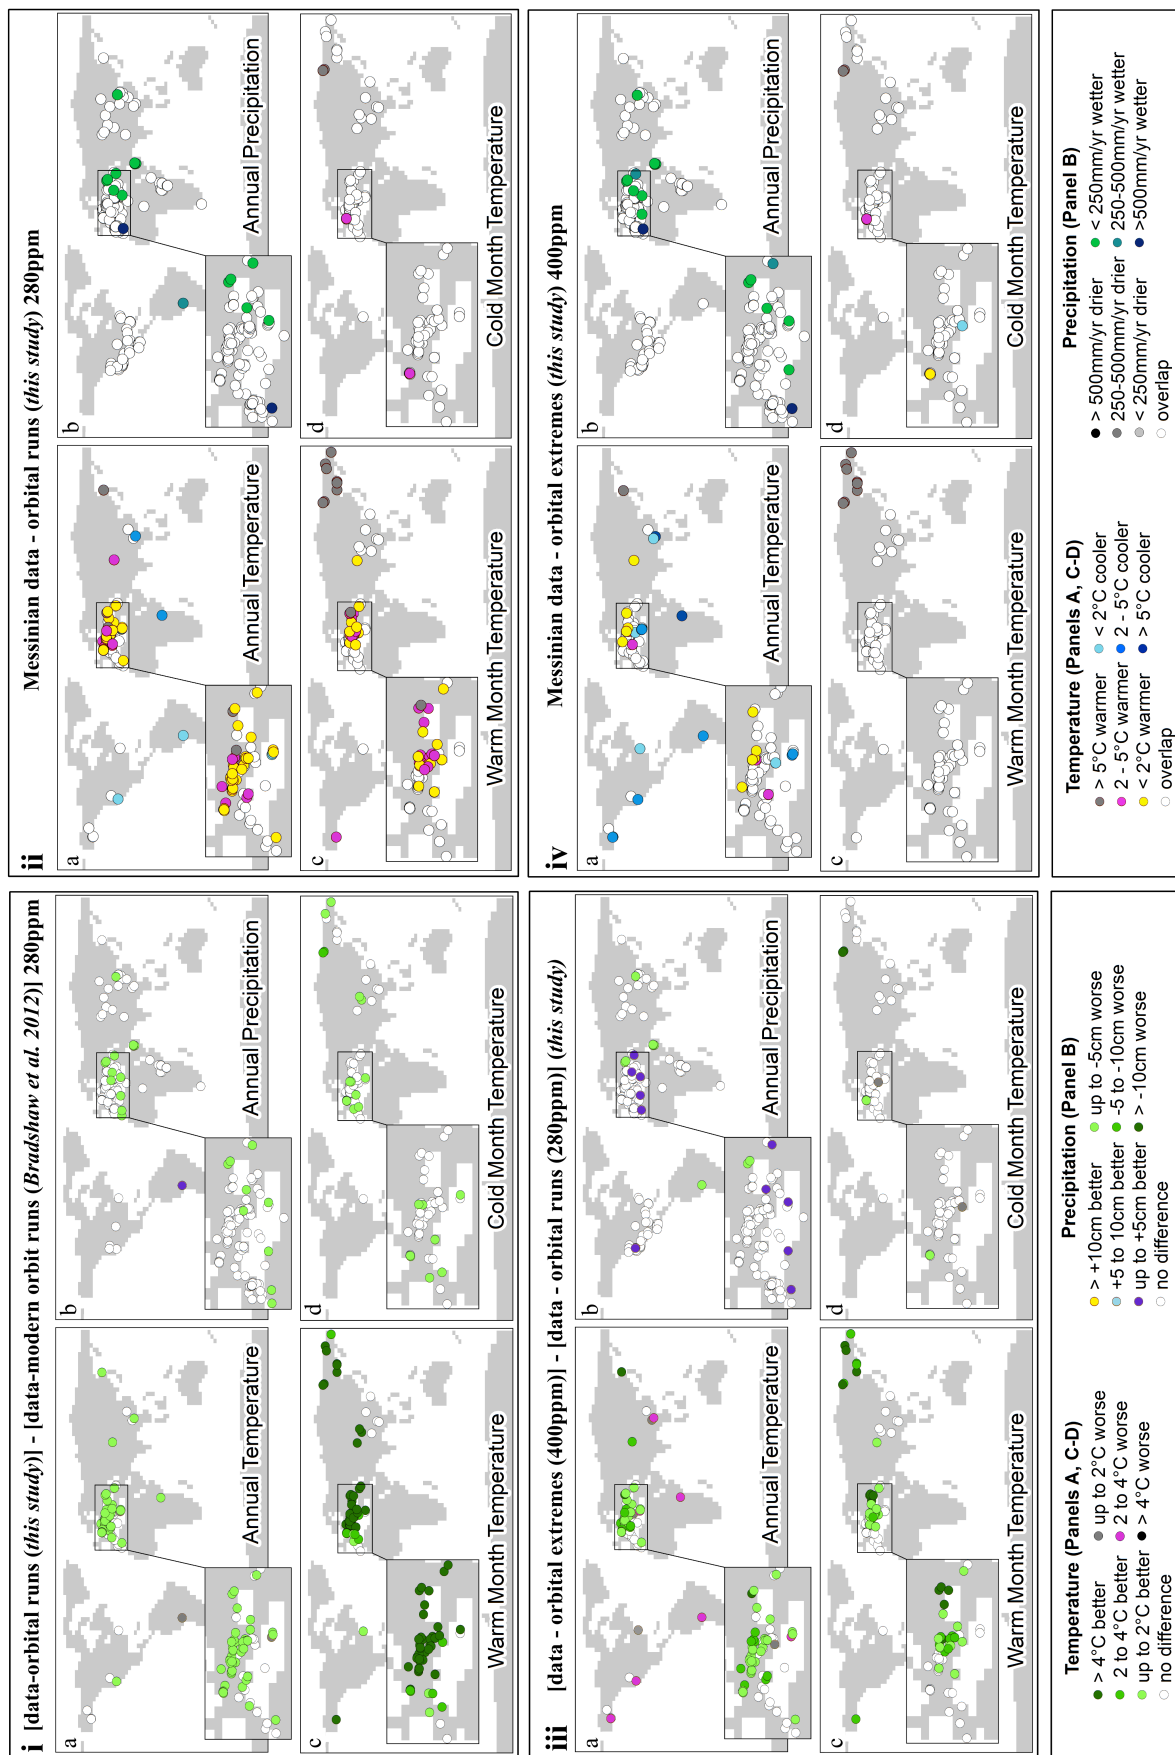 i [data-orbital runs (this study)] - [data-modern orbit runs (Bradshaw et al. 2012)] 280ppm
a
Annual Temperature
b
Annual Precipitation
c
Warm Month Temperature
d
Cold Month Temperature
ii Messinian data - orbital runs (this study) 280ppm
a
Annual Temperature
b
Annual Precipitation
c
Warm Month Temperature
d
Cold Month Temperature
iii [data - orbital extremes (400ppm)] - [data - orbital runs (280ppm)] (this study)
a
Annual Temperature
b
Annual Precipitation
c
Warm Month Temperature
d
Cold Month Temperature
iv Messinian data - orbital extremes (this study) 400ppm
a
Annual Temperature
b
Annual Precipitation
c
Warm Month Temperature
d
Cold Month Temperature
Temperature (Panels A, C-D)
> 4°C better
2 to 4°C better
up to 2°C better
no difference
up to 2°C worse
2 to 4°C worse
> 4°C worse
Precipitation (Panel B)
> +10cm better
+5 to 10cm better
up to +5cm better
no difference
up to -5cm worse
-5 to -10cm worse
> -10cm worse
Temperature (Panels A, C-D)
> 5°C warmer
2 - 5°C warmer
< 2°C warmer
overlap
< 2°C cooler
2 - 5°C cooler
> 5°C cooler
Precipitation (Panel B)
> 500mm/yr drier
250-500mm/yr drier
< 250mm/yr drier
overlap
< 250mm/yr wetter
250-500mm/yr wetter
>500mm/yr wetter